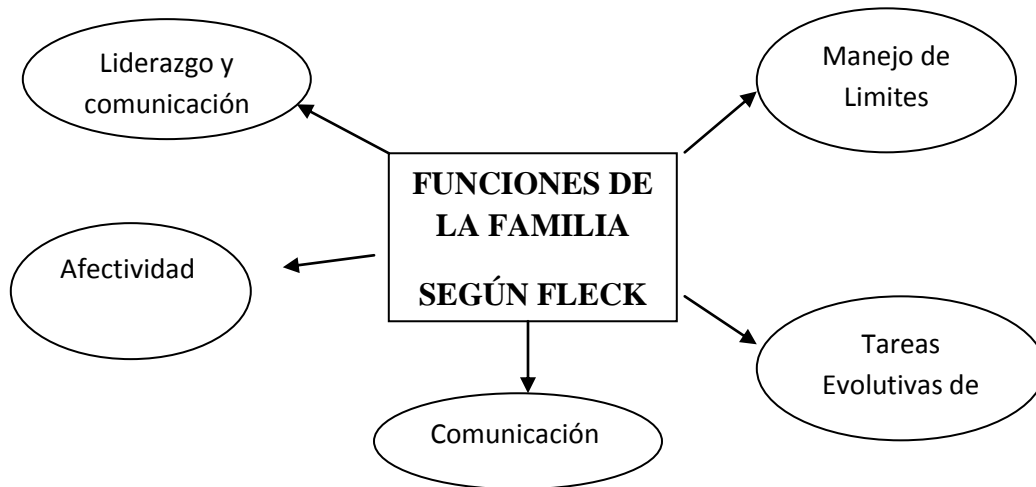 Liderazgo y
comunicación
Manejo de
Limites
FUNCIONES DE
LA FAMILIA
SEGÚN FLECK
Afectividad
Tareas
Evolutivas de
Comunicación